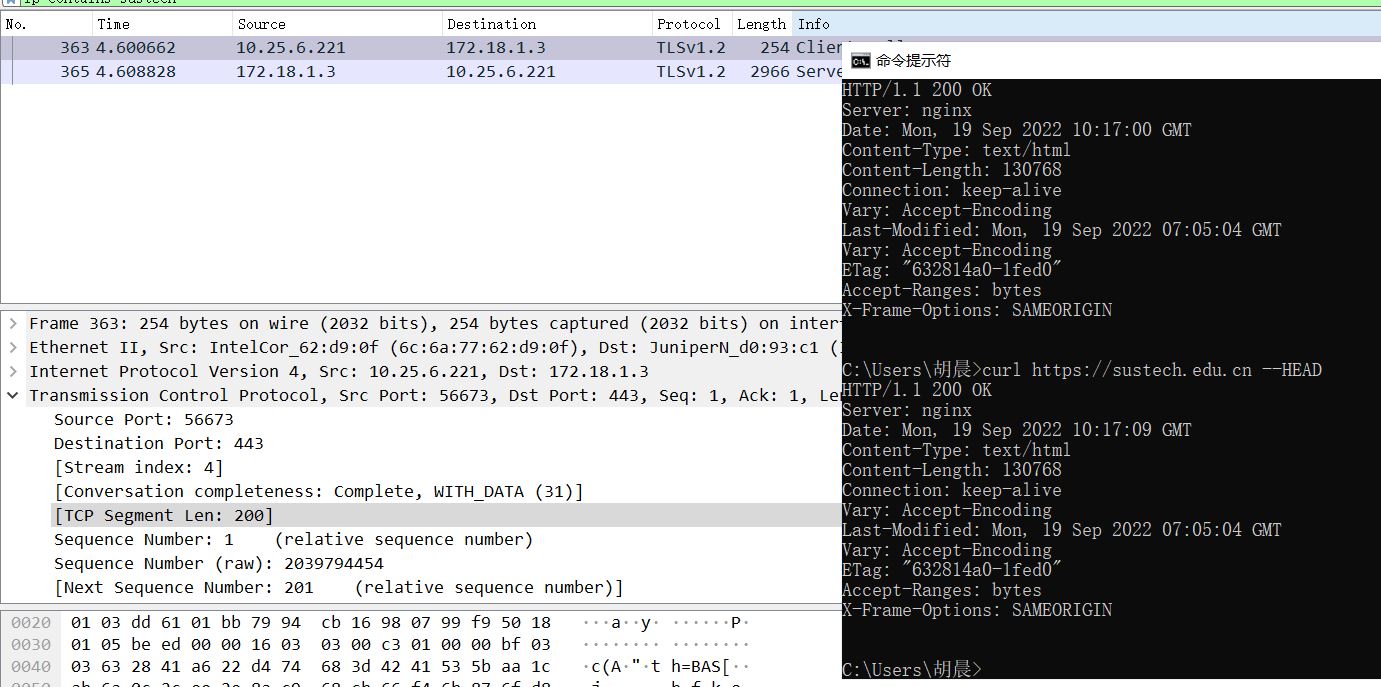 ip contains sustech
No. Time Source Destination Protocol Length Info
363 4.600662 10.25.6.221 172.18.1.3 TLSv1.2 254 Clien
365 4.608828 172.18.1.3 10.25.6.221 TLSv1.2 2966 Serve
Frame 363: 254 bytes on wire (2032 bits), 254 bytes captured (2032 bits) on inter
Ethernet II, Src: IntelCor_62:d9:0f (6c:6a:77:62:d9:0f), Dst: JuniperN_d0:93:c1 (
Internet Protocol Version 4, Src: 10.25.6.221, Dst: 172.18.1.3
Transmission Control Protocol, Src Port: 56673, Dst Port: 443, Seq: 1, Ack: 1, Le
Source Port: 56673
Destination Port: 443
[Stream index: 4]
[Conversation completeness: Complete, WITH_DATA (31)]
[TCP Segment Len: 200]
Sequence Number: 1 (relative sequence number)
Sequence Number (raw): 2039794454
[Next Sequence Number: 201 (relative sequence number)]
0020 01 03 dd 61 01 bb 79 94 cb 16 98 07 99 f9 50 18 ···a··y· ······P·
0030 01 05 be ed 00 00 16 03 03 00 c3 01 00 00 bf 03 ········ ········
0040 03 63 28 41 a6 22 d4 74 68 3d 42 41 53 5b aa 1c ·c(A·"·t h=BAS[··
命令提示符
HTTP/1.1 200 OK
Server: nginx
Date: Mon, 19 Sep 2022 10:17:00 GMT
Content-Type: text/html
Content-Length: 130768
Connection: keep-alive
Vary: Accept-Encoding
Last-Modified: Mon, 19 Sep 2022 07:05:04 GMT
Vary: Accept-Encoding
ETag: "632814a0-1fed0"
Accept-Ranges: bytes
X-Frame-Options: SAMEORIGIN
C:\Users\胡晨>curl https://sustech.edu.cn --HEAD
HTTP/1.1 200 OK
Server: nginx
Date: Mon, 19 Sep 2022 10:17:09 GMT
Content-Type: text/html
Content-Length: 130768
Connection: keep-alive
Vary: Accept-Encoding
Last-Modified: Mon, 19 Sep 2022 07:05:04 GMT
Vary: Accept-Encoding
ETag: "632814a0-1fed0"
Accept-Ranges: bytes
X-Frame-Options: SAMEORIGIN
C:\Users\胡晨>